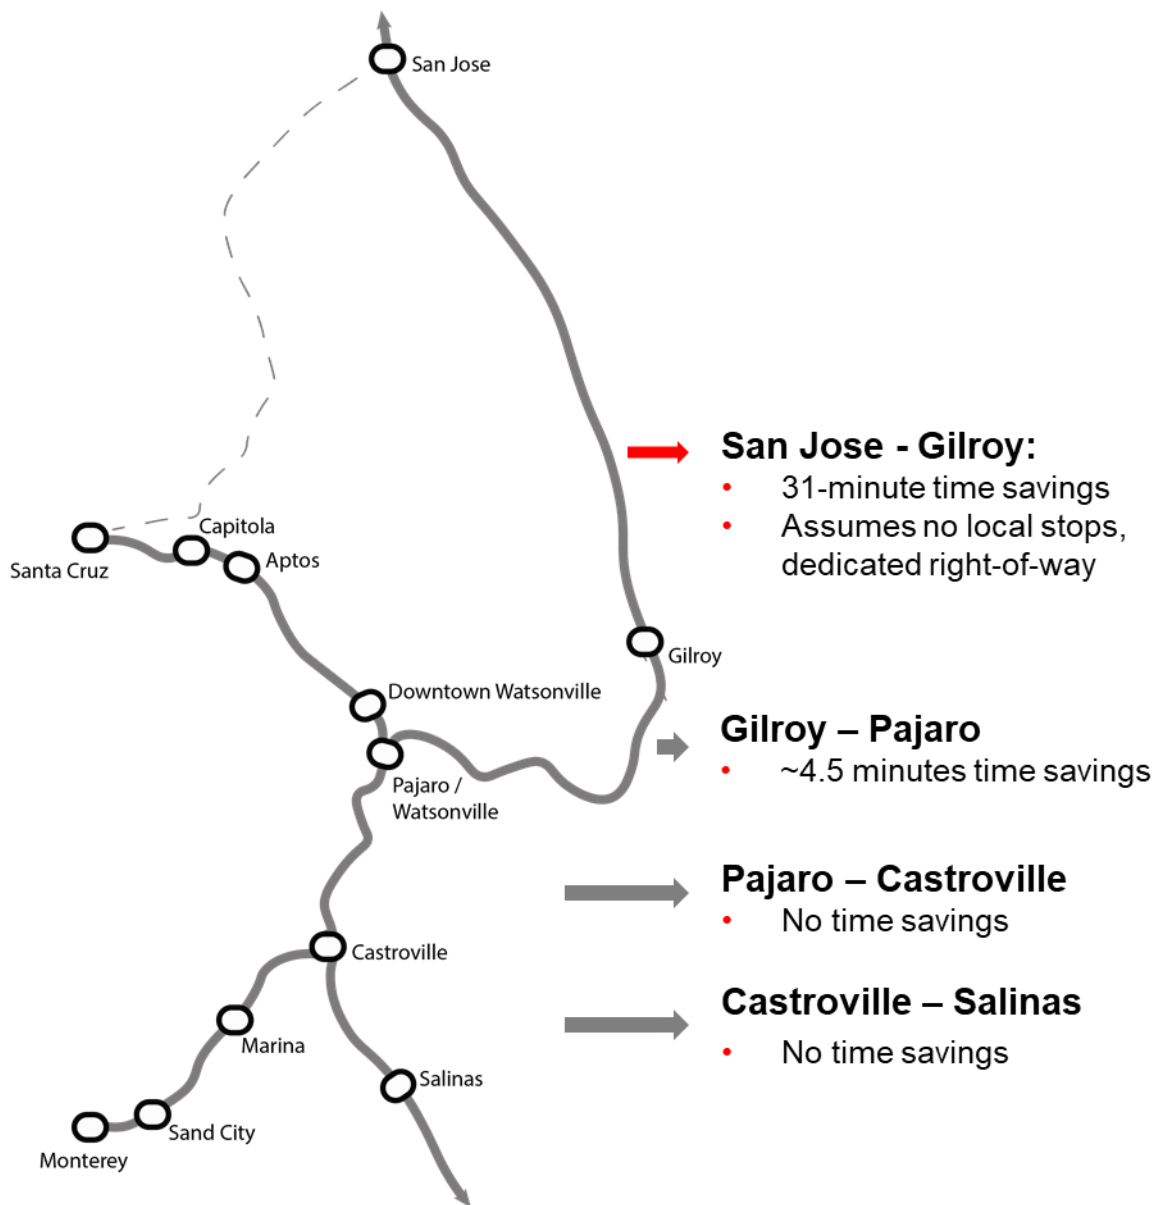 San Jose
San Jose - Gilroy:
• 31-minute time savings
• Assumes no local stops,
dedicated right-of-way
Capitola
Aptos
Santa Cruz
Gilroy
Downtown Watsonville
Gilroy – Pajaro
• ~4.5 minutes time savings
Pajaro /
Watsonville
Pajaro – Castroville
• No time savings
Castroville
Castroville – Salinas
• No time savings
Marina
Salinas
Sand City
Monterey